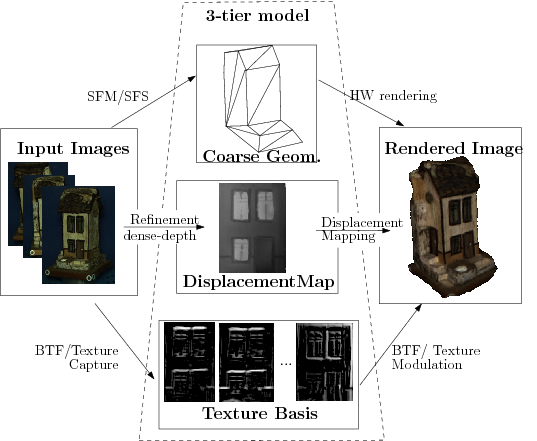 3-tier model
SFM/SFS
HW rendering
Input Images
Coarse Geom.
Rendered Image
Refinement
dense-depth
Displacement
Mapping
DisplacementMap
BTF/Texture
Capture
...
BTF/ Texture
Modulation
Texture Basis